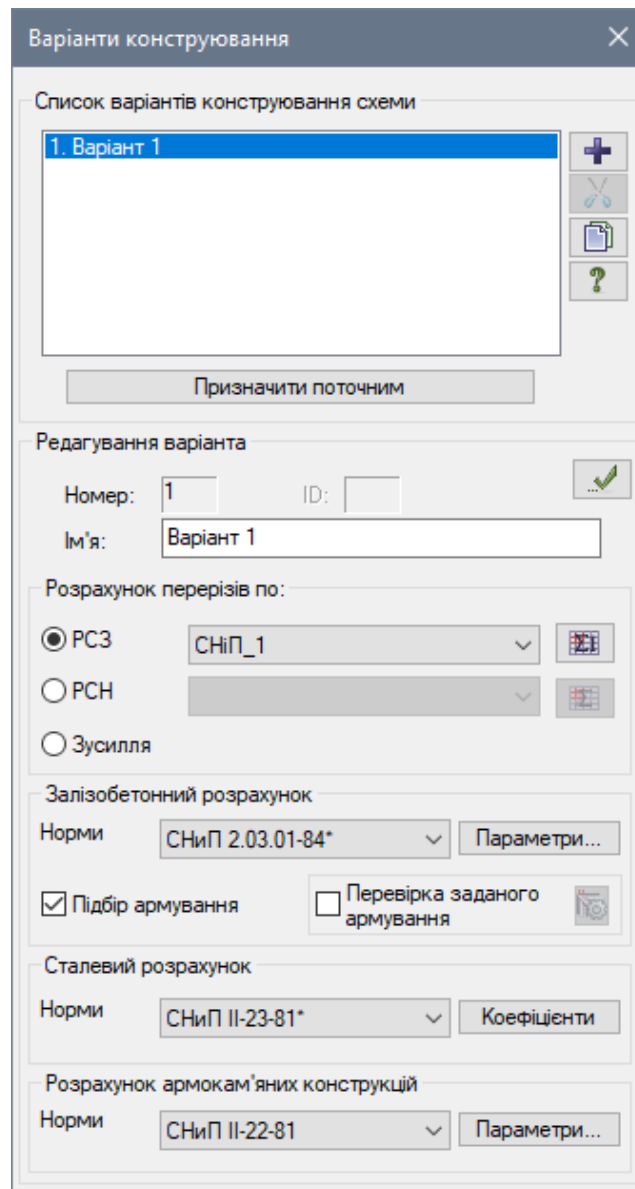 Варіанти конструювання
Список варіантів конструювання схеми
1. Варіант 1
Призначити поточним
Редагування варіанта
Номер: 1 ID:
Ім'я: Варіант 1
Розрахунок перерізів по:
РСЗ СНіП_1
РСН
Зусилля
Залізобетонний розрахунок
Норми СНиП 2.03.01-84* Параметри...
Підбір армування Перевірка заданого
армування
Сталевий розрахунок
Норми СНиП II-23-81* Коефіцієнти
Розрахунок армокам'яних конструкцій
Норми СНиП II-22-81 Параметри...